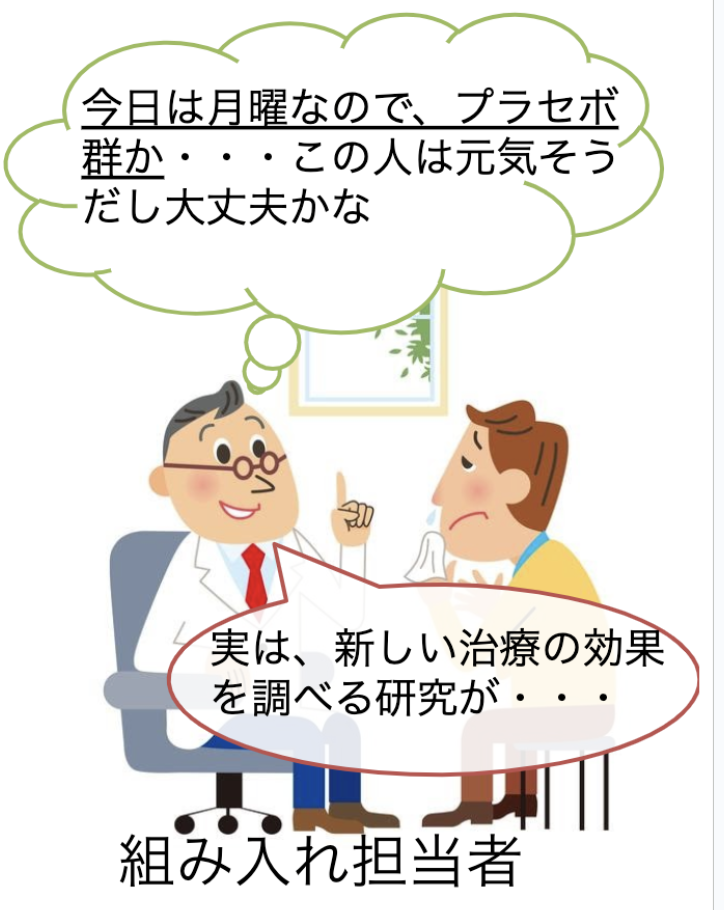 今日は月曜なので、プラセボ
群か・・・この人は元気そう
だし大丈夫かな
実は、新しい治療の効果
を調べる研究が・・・
組み入れ担当者